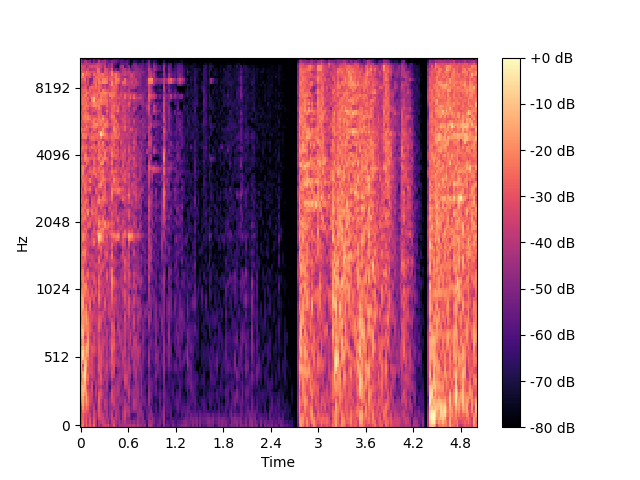 +0 dB
8192
-10 dB
4096
-20 dB
-30 dB
2048
Hz
-40 dB
1024
-50 dB
512
-60 dB
-70 dB
0
-80 dB
0 0.6 1.2 1.8 2.4 3 3.6 4.2 4.8
Time